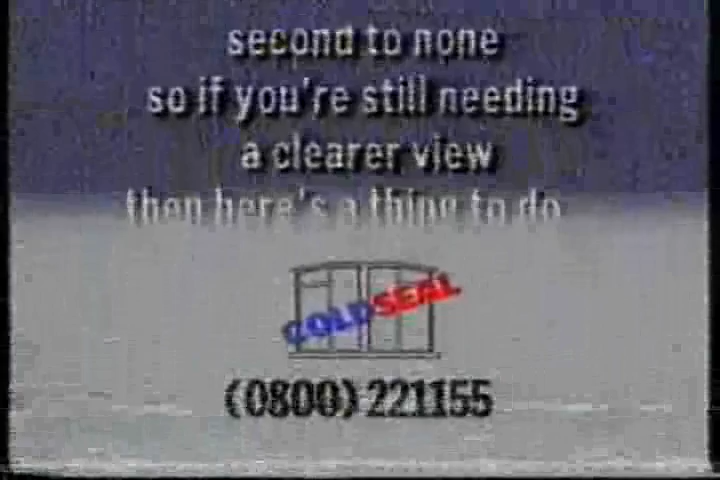 second to none
so if you're still needing
a clearer view
then here's a thing to do
COLDSEAL
(0800) 221155